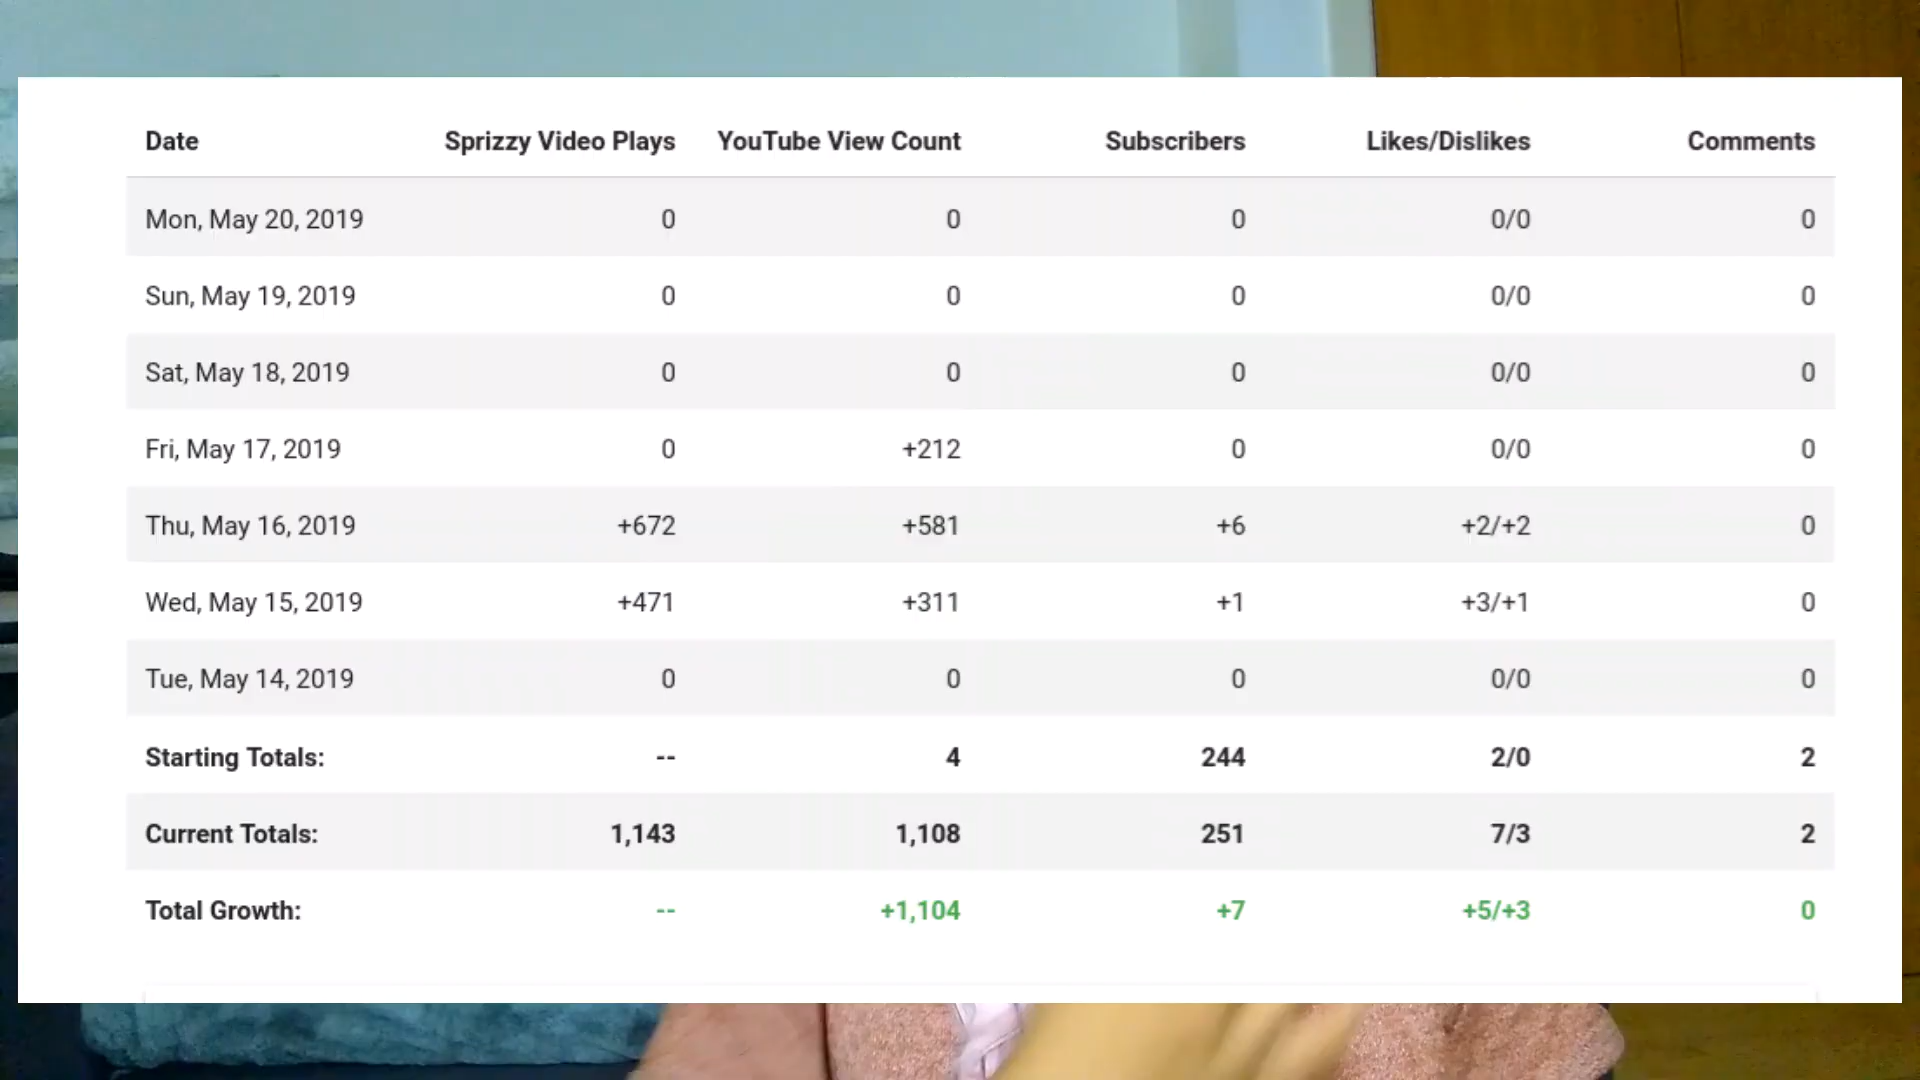 Date Sprizzy Video Plays YouTube View Count Subscribers Likes/Dislikes Comments
Mon, May 20, 2019 0 0 0 0/0 0
Sun, May 19, 2019 0 0 0 0/0 0
Sat, May 18, 2019 0 0 0 0/0 0
Fri, May 17, 2019 0 +212 0 0/0 0
Thu, May 16, 2019 +672 +581 +6 +2/+2 0
Wed, May 15, 2019 +471 +311 +1 +3/+1 0
Tue, May 14, 2019 0 0 0 0/0 0
Starting Totals: -- 4 244 2/0 2
Current Totals: 1,143 1,108 251 7/3 2
Total Growth: -- +1,104 +7 +5/+3 0